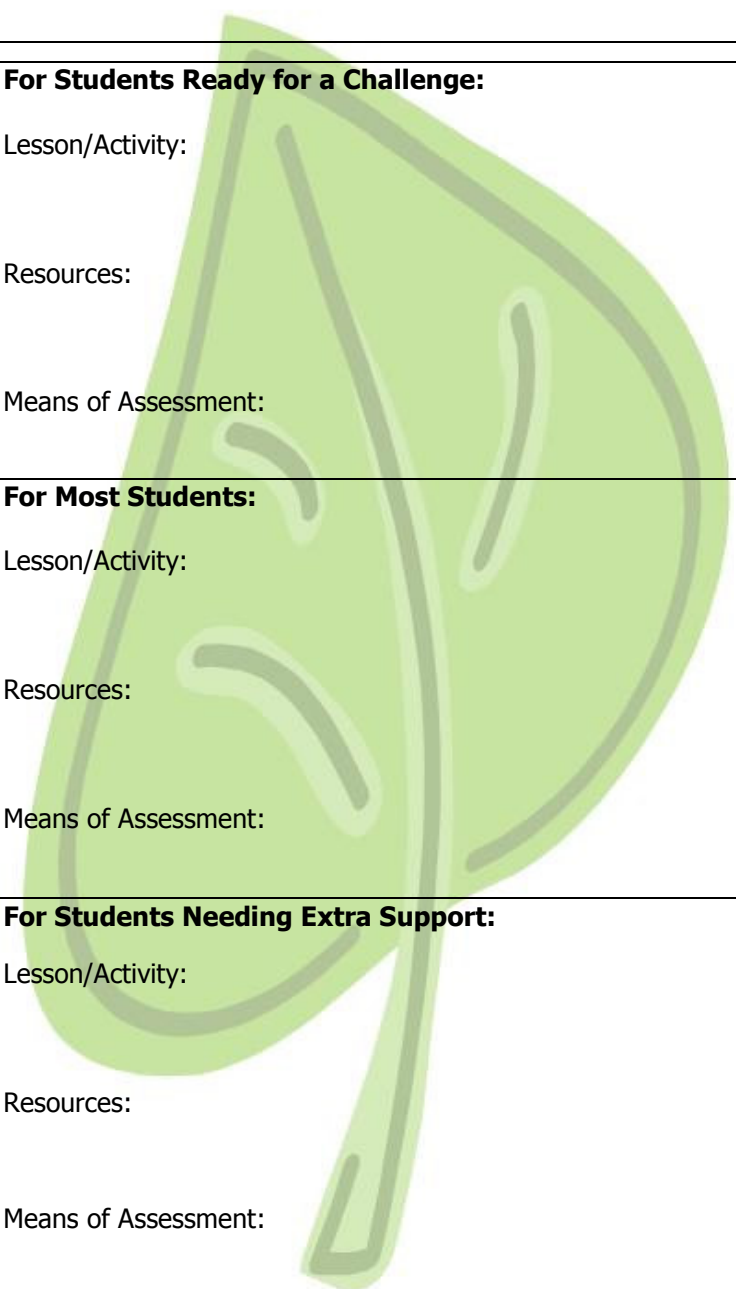 For Students Ready for a Challenge:
Lesson/Activity:
Resources:
Means of Assessment:
For Most Students:
Lesson/Activity:
Resources:
Means of Assessment:
For Students Needing Extra Support:
Lesson/Activity:
Resources:
Means of Assessment: